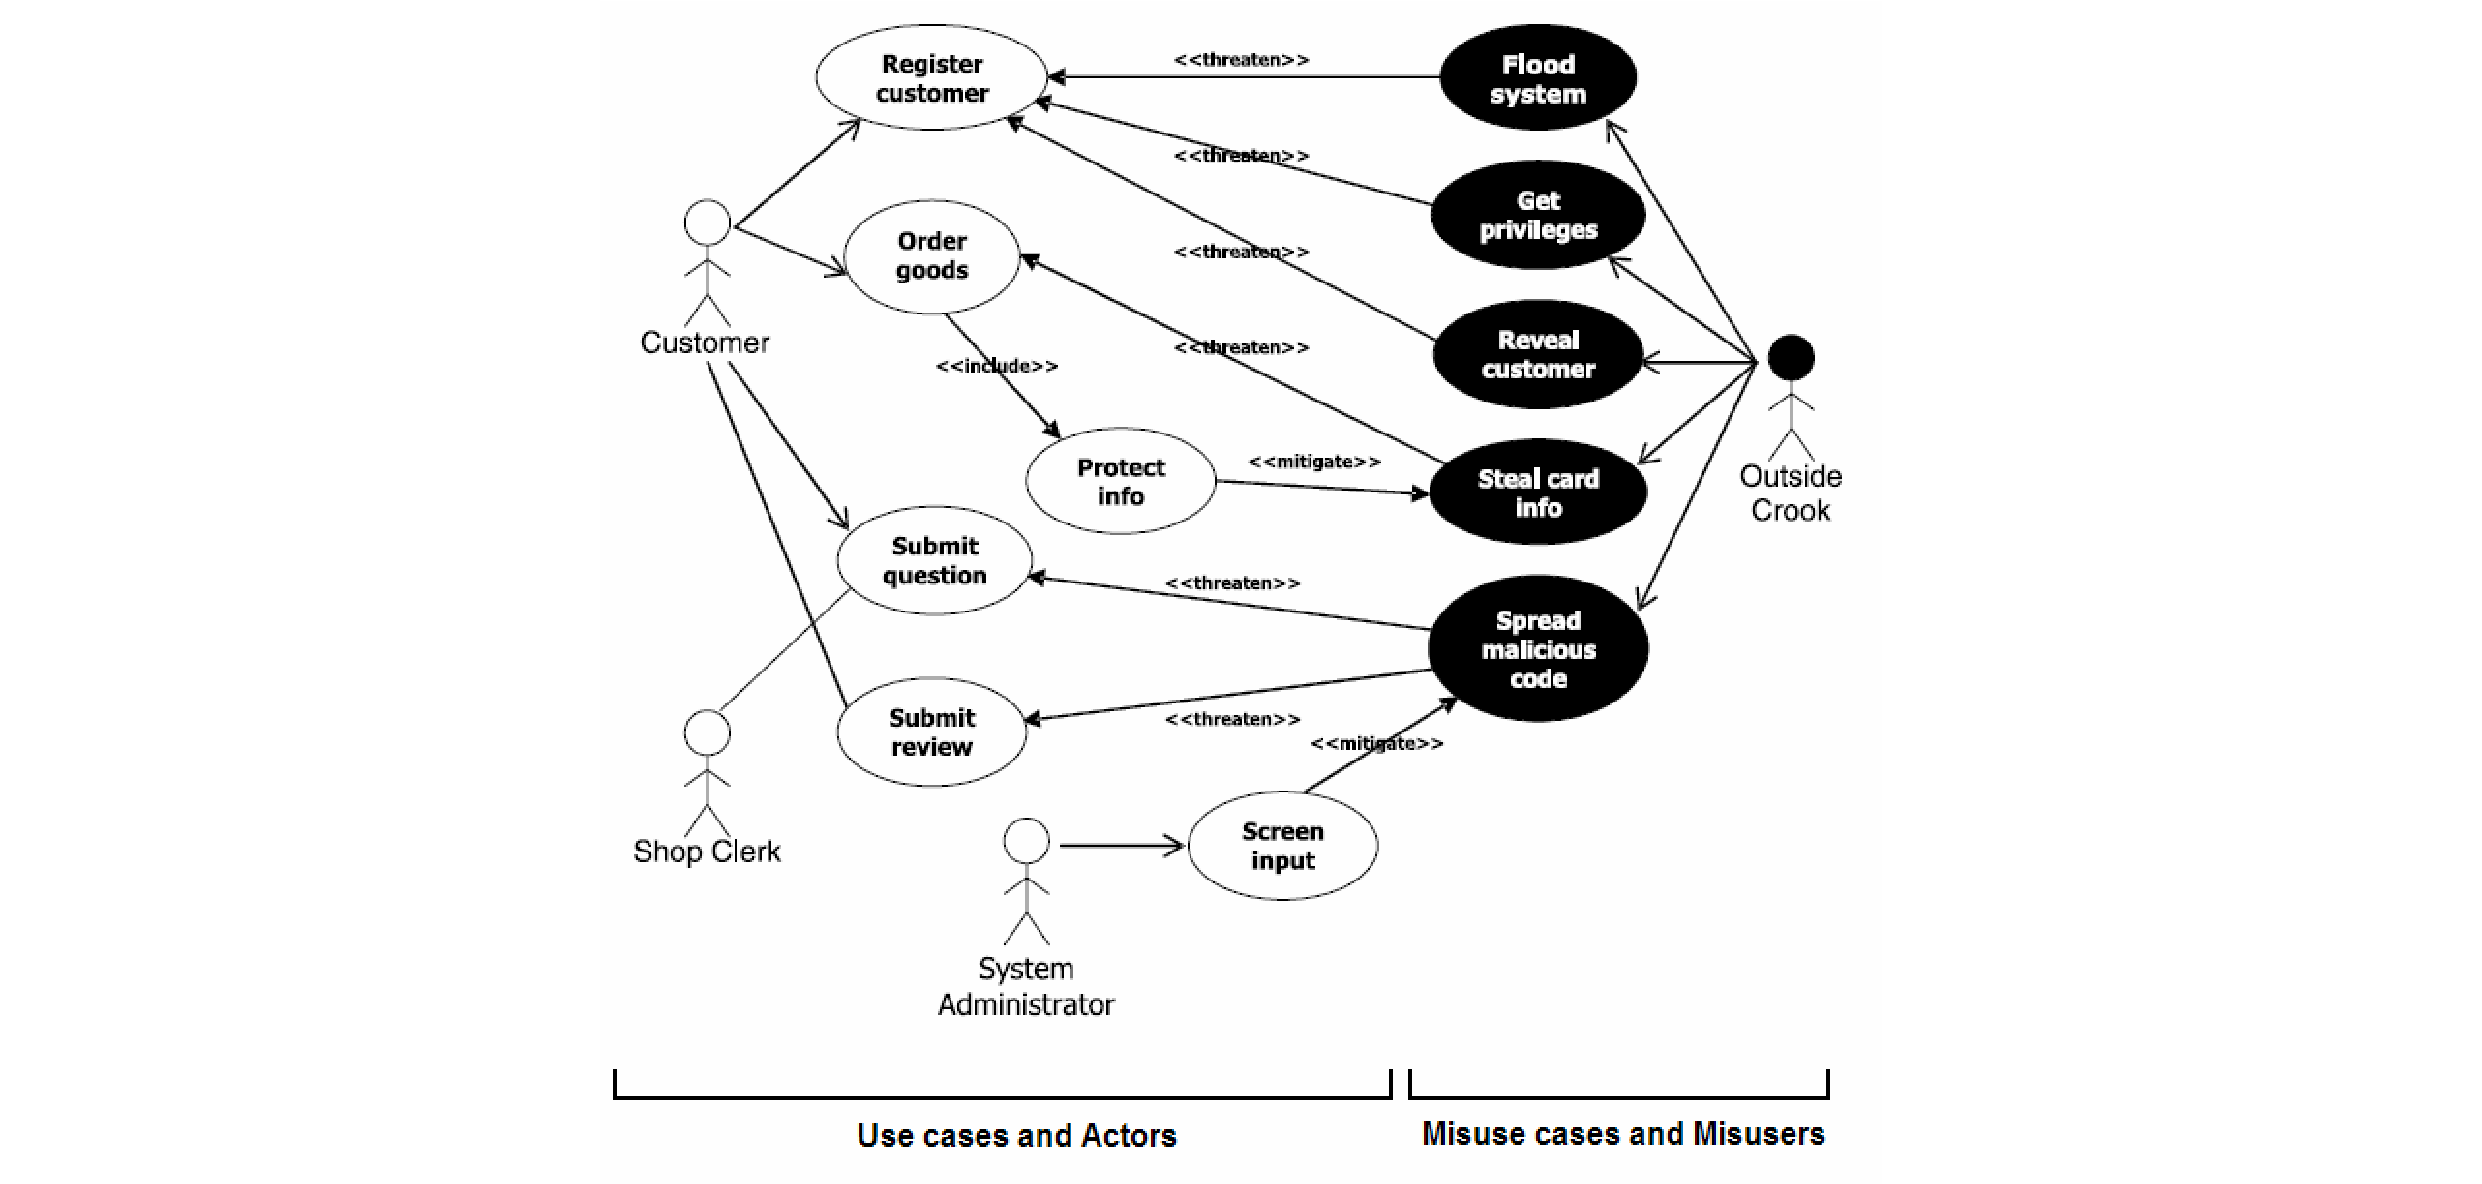 Register
customer
<<threaten>>
Flood
system
<<threaten>>
Get
privileges
Order
goods
<<threaten>>
Reveal
customer
Customer
<<include>>
<<threaten>>
Protect
info
<<mitigate>>
Steal card
info
Outside
Crook
Submit
question
<<threaten>>
Spread
malicious
code
Submit
review
<<threaten>>
<<mitigate>>
Shop Clerk
Screen
input
System
Administrator
Use cases and Actors
Misuse cases and Misusers